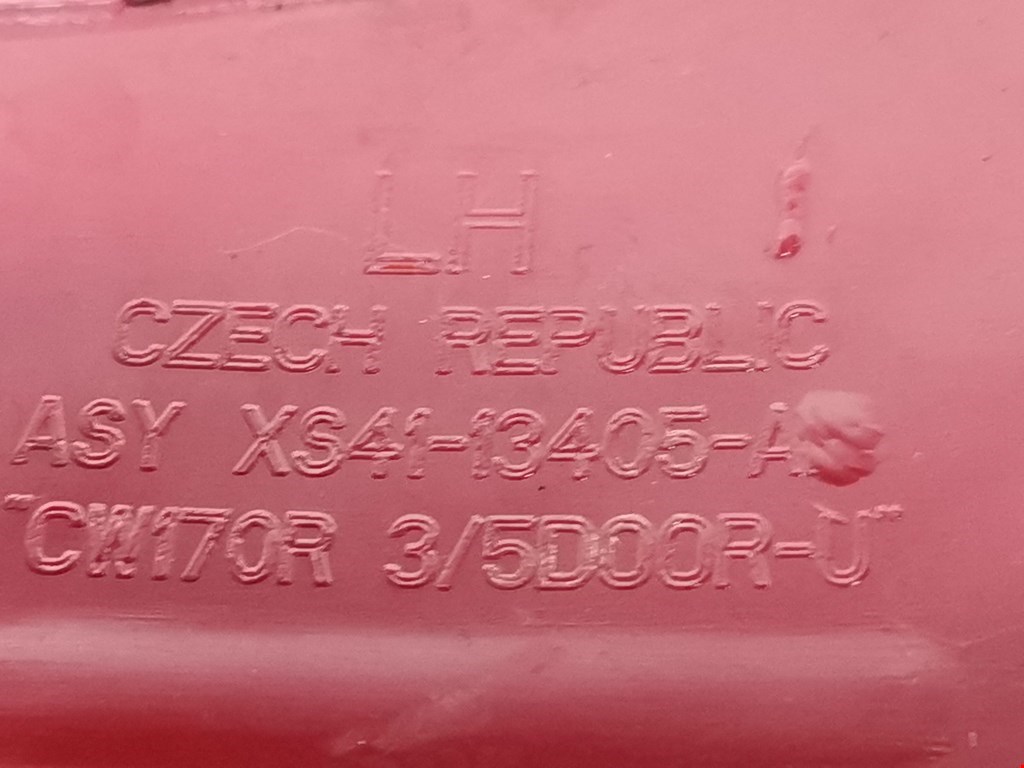 LH
CZECH REPUBLIC
ASY XS41-13405-A
"CW170R 3/5DOOR-U"